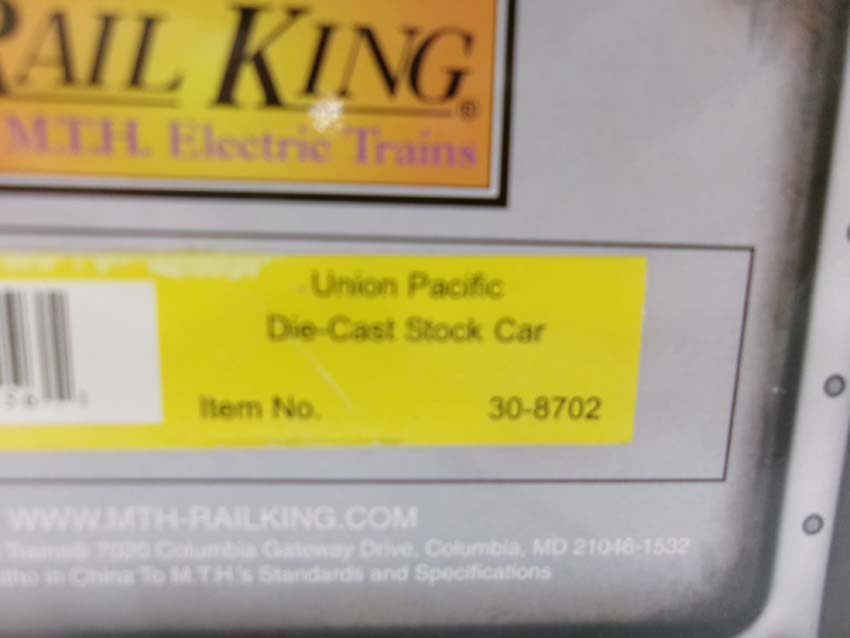 RAIL KING®
M.T.H. Electric Trains
Union Pacific
Die-Cast Stock Car
Item No. 30-8702
WWW.MTH-RAILKING.COM
Trains® 7020 Columbia Gateway Drive, Columbia, MD 21046-1532
in China To M.T.H.'s Standards and Specifications